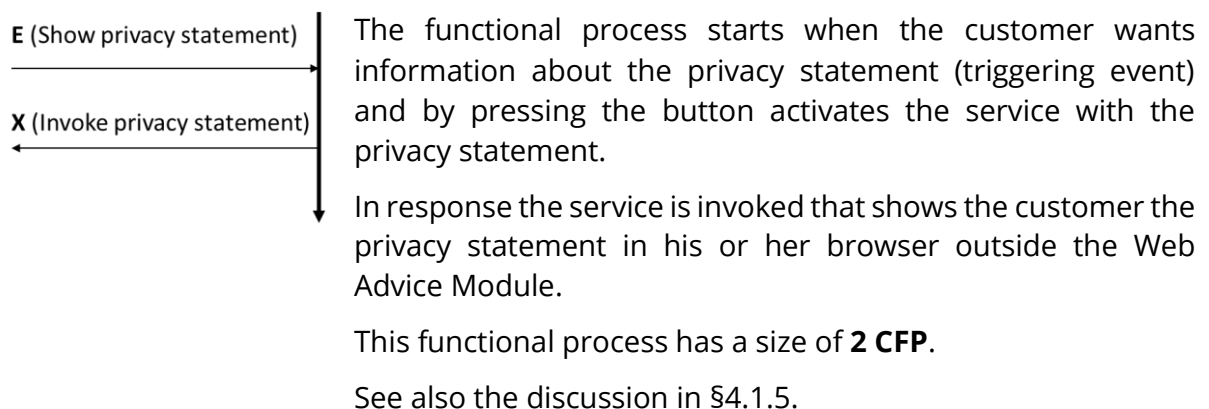 E (Show privacy statement)
X (Invoke privacy statement)
The functional process starts when the customer wants
information about the privacy statement (triggering event)
and by pressing the button activates the service with the
privacy statement.
In response the service is invoked that shows the customer the
privacy statement in his or her browser outside the Web
Advice Module.
This functional process has a size of 2 CFP.
See also the discussion in §4.1.5.